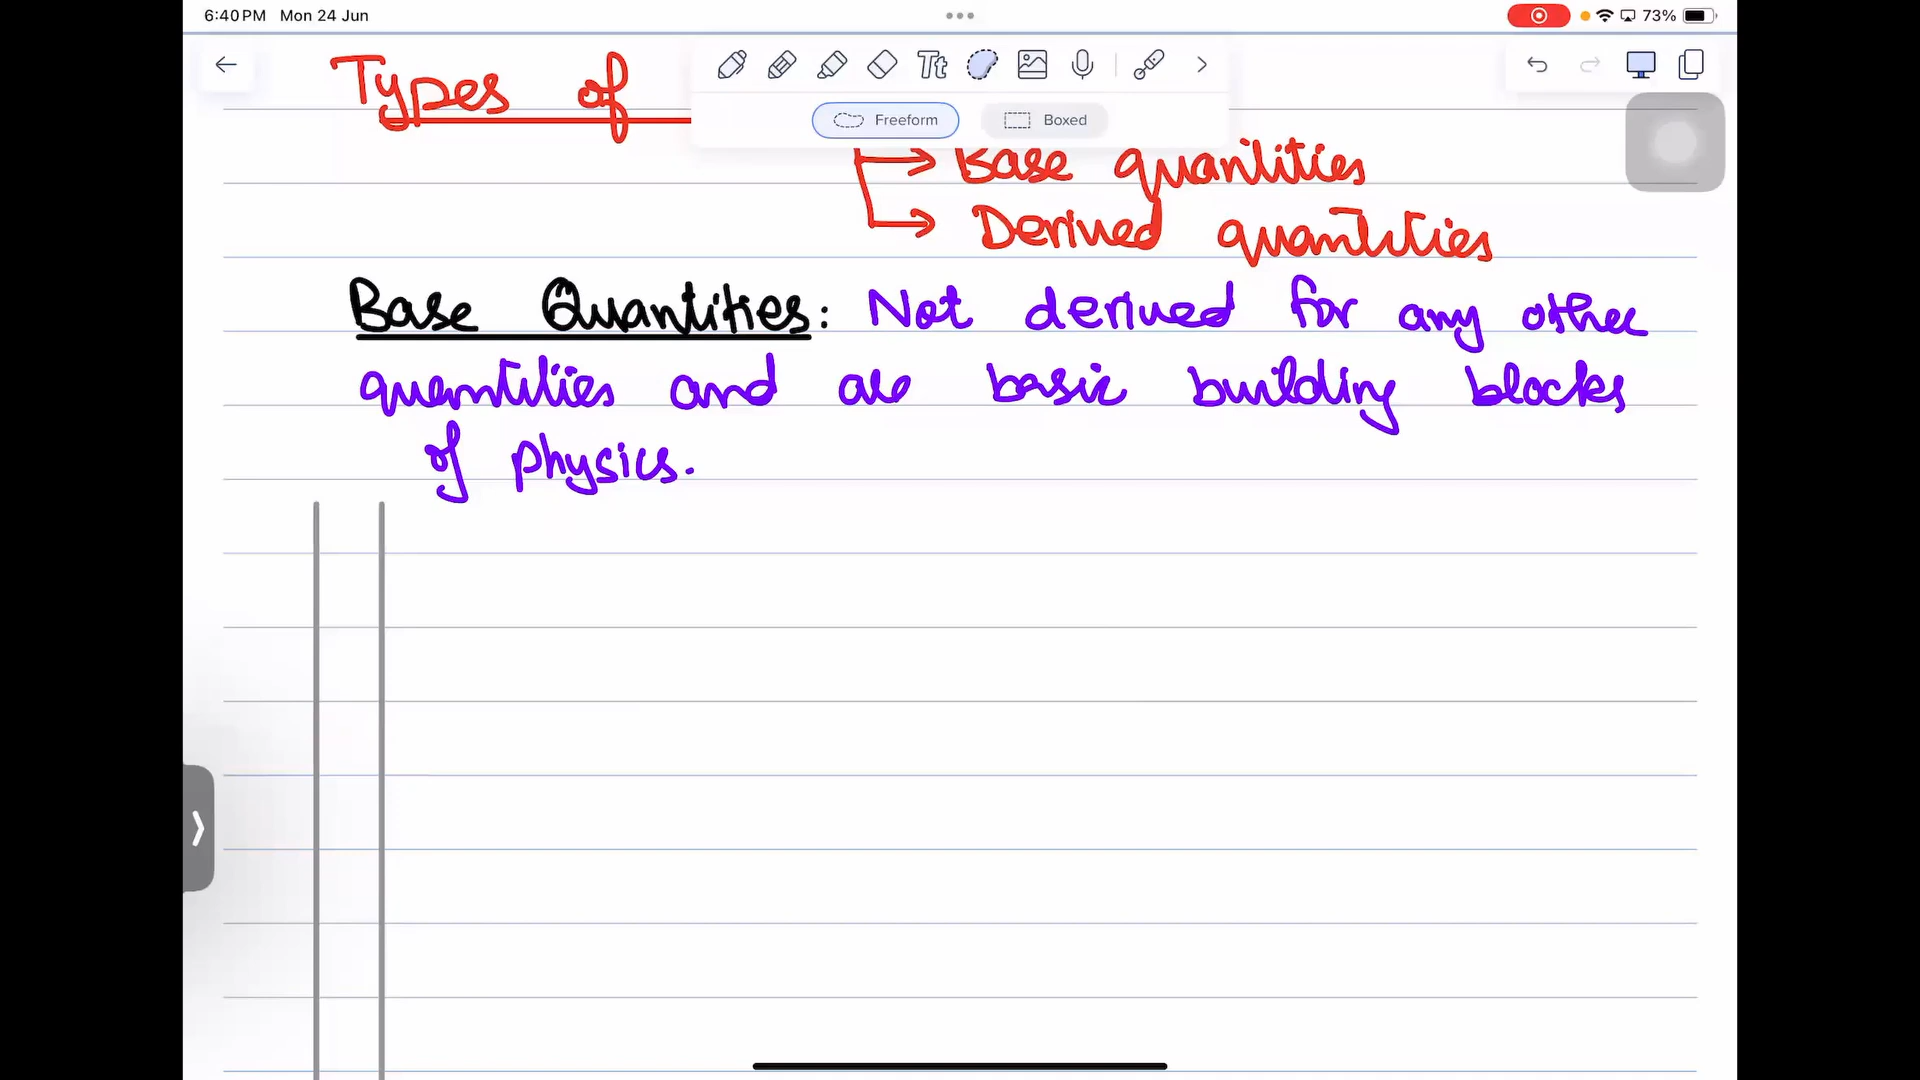 6:40 PM Mon 24 Jun
73%
Types of
Freeform
Boxed
Base quantities
Derived quantities
Base Quantities: Not derived for any other
quantities and are basic building blocks
of physics.